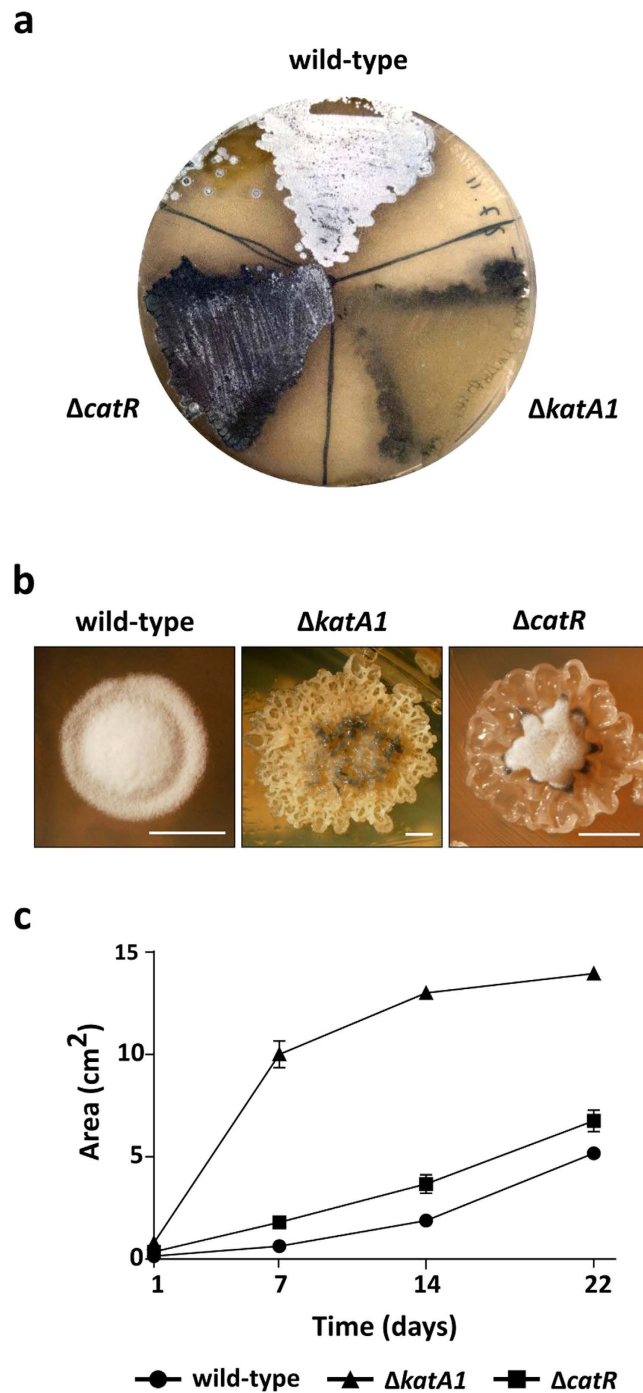 a
wild-type
ΔcatR
ΔkatA1
b
wild-type ΔkatA1 ΔcatR
c
15
10
5
0
Area (cm²)
1 7 14 22
Time (days)
wild-type ΔkatA1 ΔcatR